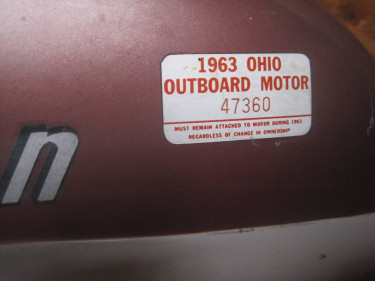 1963 OHIO
OUTBOARD MOTOR
47360
MUST REMAIN ATTACHED TO MOTOR DURING 1963
REGARDLESS OF CHANGE IN OWNERSHIP
n